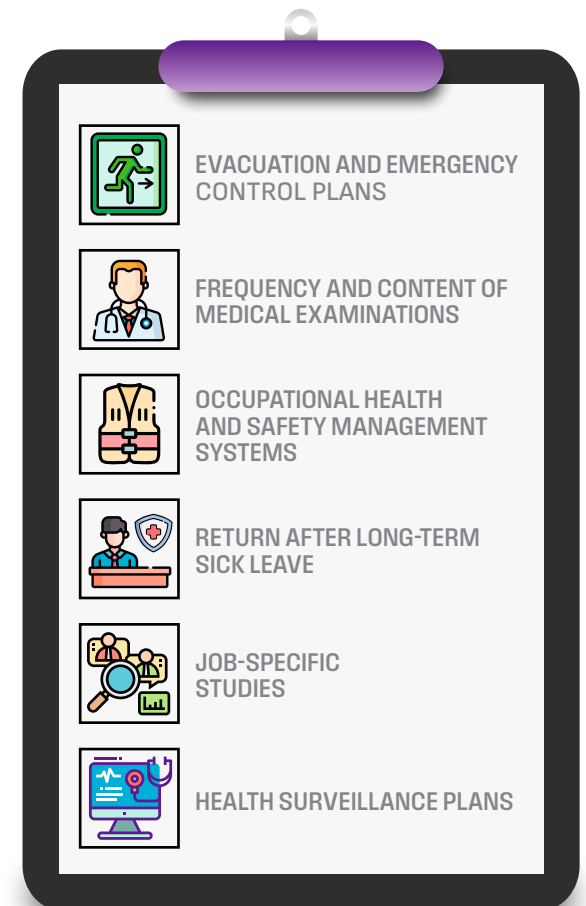 EVACUATION AND EMERGENCY
CONTROL PLANS
FREQUENCY AND CONTENT OF
MEDICAL EXAMINATIONS
OCCUPATIONAL HEALTH
AND SAFETY MANAGEMENT
SYSTEMS
RETURN AFTER LONG-TERM
SICK LEAVE
JOB-SPECIFIC
STUDIES
HEALTH SURVEILLANCE PLANS